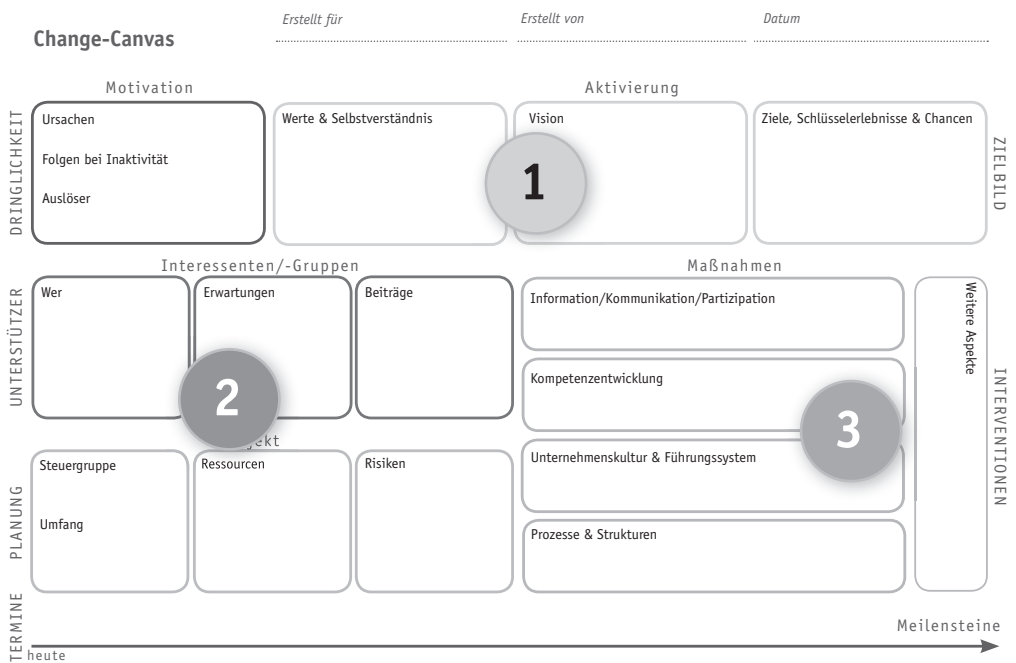 Erstellt für
Erstellt von
Datum
Change-Canvas
Motivation
Aktivierung
DRINGLICHKEIT
Ursachen
Folgen bei Inaktivität
Auslöser
Werte & Selbstverständnis
Vision
Ziele, Schlüsselerlebnisse & Chancen
ZIELBILD
1
Interessenten/-Gruppen
Maßnahmen
UNTERSTÜTZER
Wer
Erwartungen
Beiträge
2
Information/Kommunikation/Partizipation
Kompetenzentwicklung
Unternehmenskultur & Führungssystem
Prozesse & Strukturen
3
Weitere Aspekte
INTERVENTIONEN
PLANUNG
Steuergruppe
Umfang
Ressourcen
Risiken
TERMINE
Meilensteine
heute